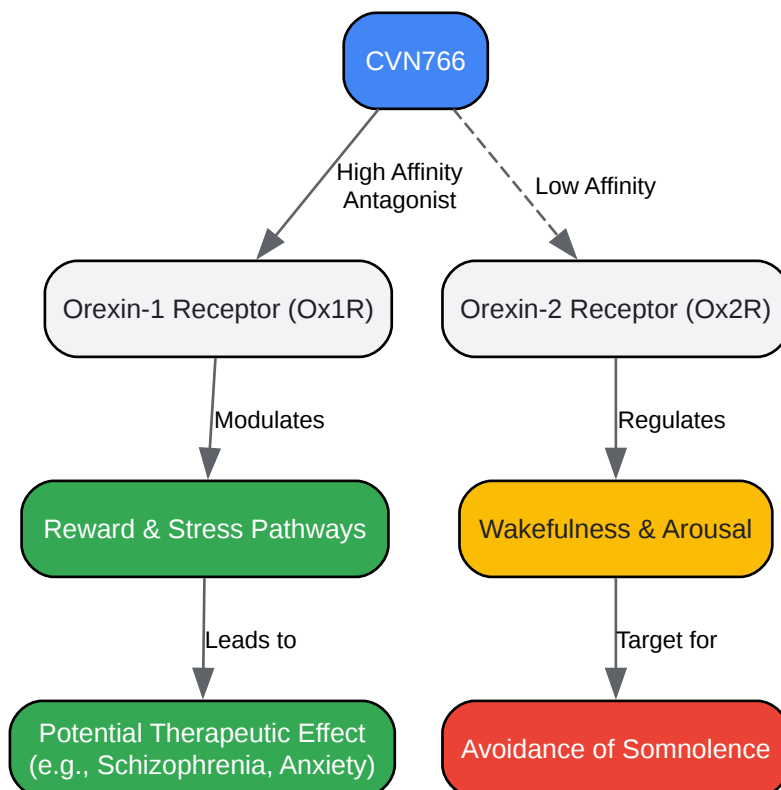 CVN766
High Affinity
Antagonist
Low Affinity
Orexin-1 Receptor (Ox1R)
Orexin-2 Receptor (Ox2R)
Modulates
Regulates
Reward & Stress Pathways
Wakefulness & Arousal
Leads to
Target for
Potential Therapeutic Effect
(e.g., Schizophrenia, Anxiety)
Avoidance of Somnolence